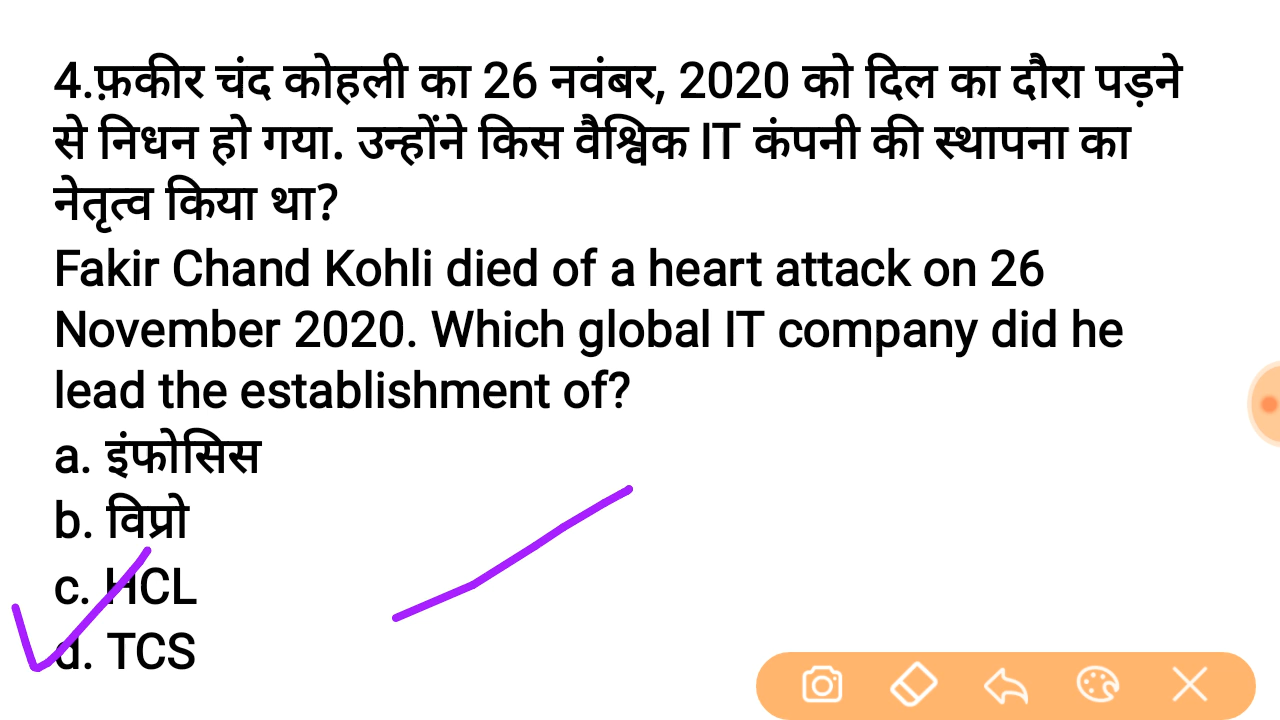 4.फ़कीर चंद कोहली का 26 नवंबर, 2020 को दिल का दौरा पड़ने
से निधन हो गया. उन्होंने किस वैश्विक IT कंपनी की स्थापना का
नेतृत्व किया था?
Fakir Chand Kohli died of a heart attack on 26
November 2020. Which global IT company did he
lead the establishment of?
a. इंफोसिस
b. विप्रो
c. HCL
d. TCS